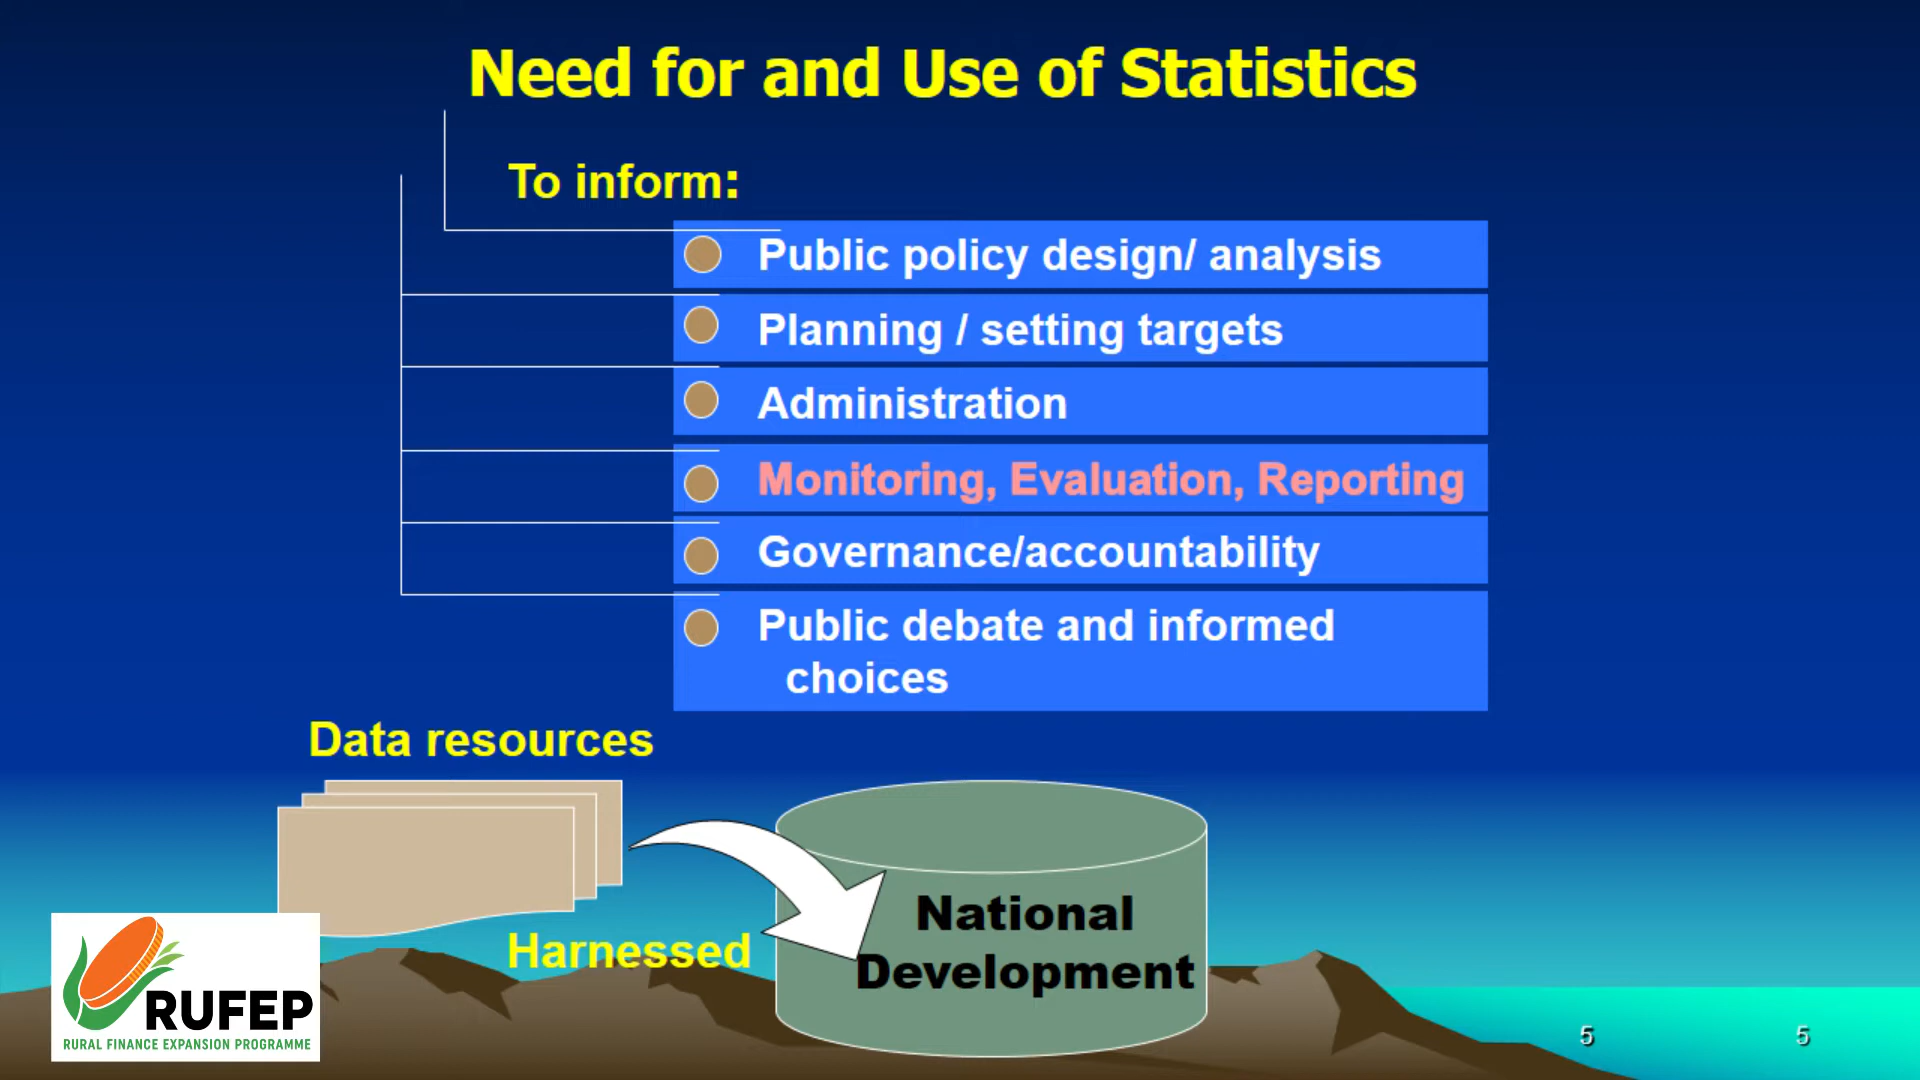 Need for and Use of Statistics
To inform:
Public policy design/ analysis
Planning / setting targets
Administration
Monitoring, Evaluation, Reporting
Governance/accountability
Public debate and informed
choices
Data resources
Harnessed
National
Development
RUFEP
RURAL FINANCE EXPANSION PROGRAMME
5
5